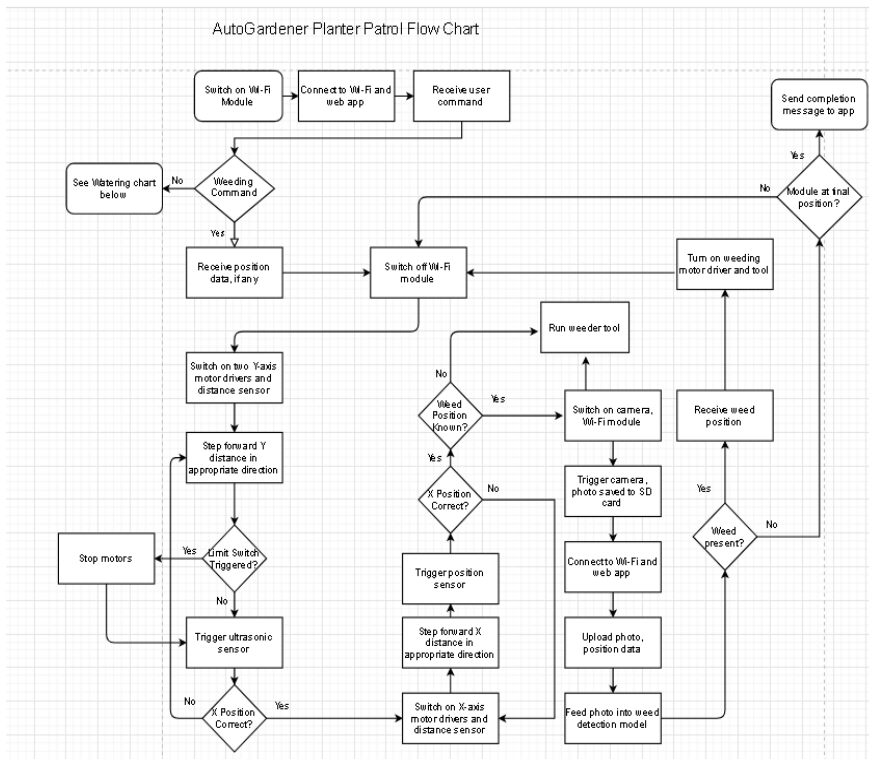 AutoGardener Planter Patrol Flow Chart
Switch on Wi-Fi
Module
Connect to Wi-Fi and
web app
Receive user
command
Send completion
message to app
Yes
Module at final
position?
No
Weeding
Command
No
See Watering chart
below
Yes
Receive position
data, if any
Switch off Wi-Fi
module
Turn on weeding
motor driver and tool
Run weeder tool
Switch on two Y-axis
motor drivers and
distance sensor
No
Weed
Position
Known?
Yes
Switch on camera,
Wi-Fi module
Receive weed
position
Step forward Y
distance in
appropriate direction
Yes
X Position
Correct?
No
Trigger camera,
photo saved to SD
card
Yes
Weed
present?
No
Stop motors
Yes
Limit Switch
Triggered?
No
Trigger position
sensor
Connect to Wi-Fi and
web app
Trigger ultrasonic
sensor
Step forward X
distance in
appropriate direction
Upload photo,
position data
No
X Position
Correct?
Yes
Switch on X-axis
motor drivers and
distance sensor
Feed photo into weed
detection model